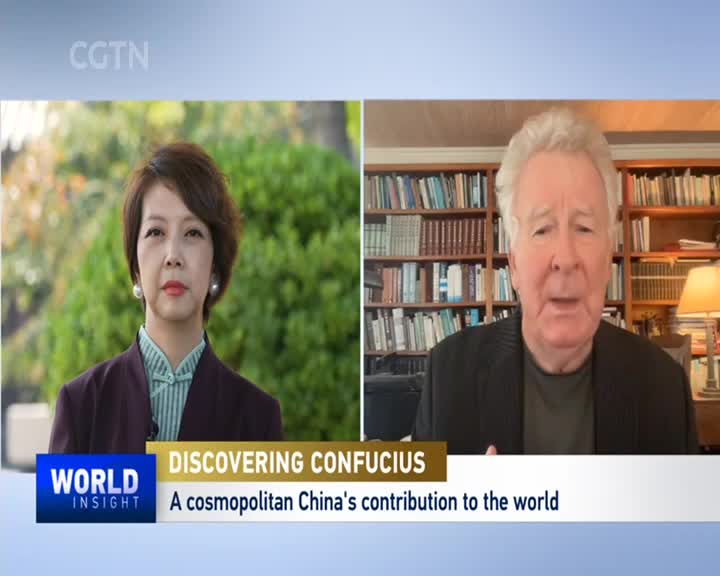 CGTN
DISCOVERING CONFUCIUS
WORLD
INSIGHT
A cosmopolitan China's contribution to the world